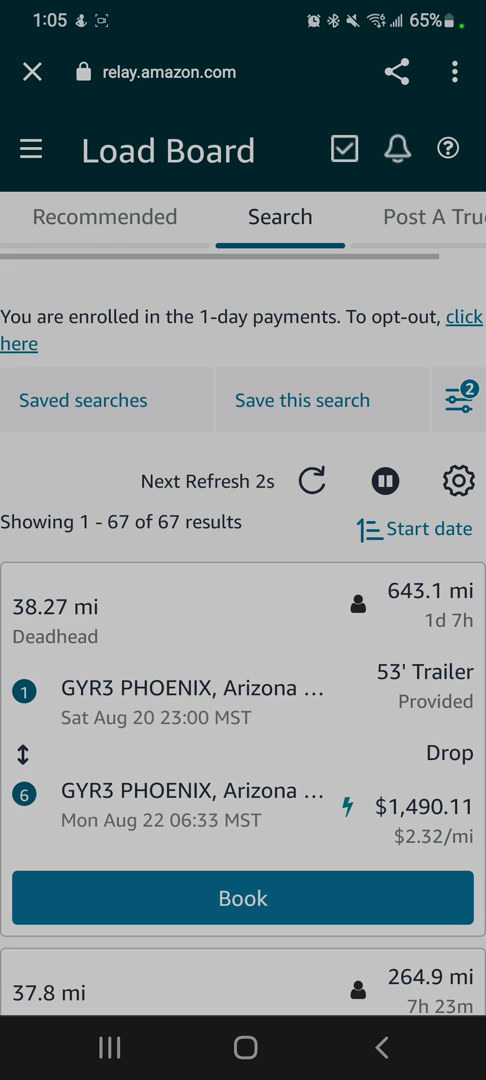 1:05 65%
relay.amazon.com
Load Board
Recommended Search Post A Tru
You are enrolled in the 1-day payments. To opt-out, click
here
Saved searches Save this search 2
Next Refresh 2s
Showing 1 - 67 of 67 results
Start date
38.27 mi 643.1 mi
Deadhead 1d 7h
53' Trailer
1 GYR3 PHOENIX, Arizona ...
Provided
Sat Aug 20 23:00 MST
Drop
6 GYR3 PHOENIX, Arizona ...
$1,490.11
Mon Aug 22 06:33 MST
$2.32/mi
Book
37.8 mi 264.9 mi
7h 23m